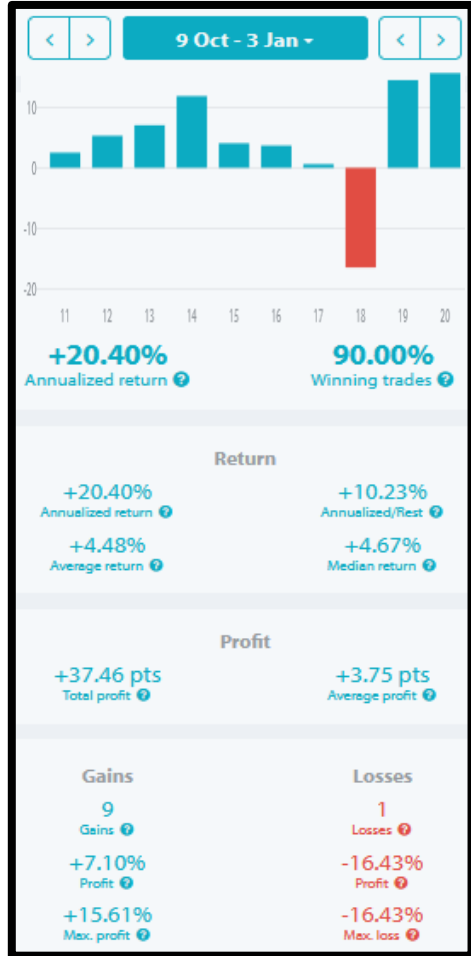 < > 9 Oct - 3 Jan < >
10
0
-10
-20
11 12 13 14 15 16 17 18 19 20
+20.40% 90.00%
Annualized return ? Winning trades ?
Return
+20.40% +10.23%
Annualized return ? Annualized/Rest ?
+4.48% +4.67%
Average return ? Median return ?
Profit
+37.46 pts +3.75 pts
Total profit ? Average profit ?
Gains Losses
9 1
Gains ? Losses ?
+7.10% -16.43%
Profit ? Profit ?
+15.61% -16.43%
Max. profit ? Max. loss ?